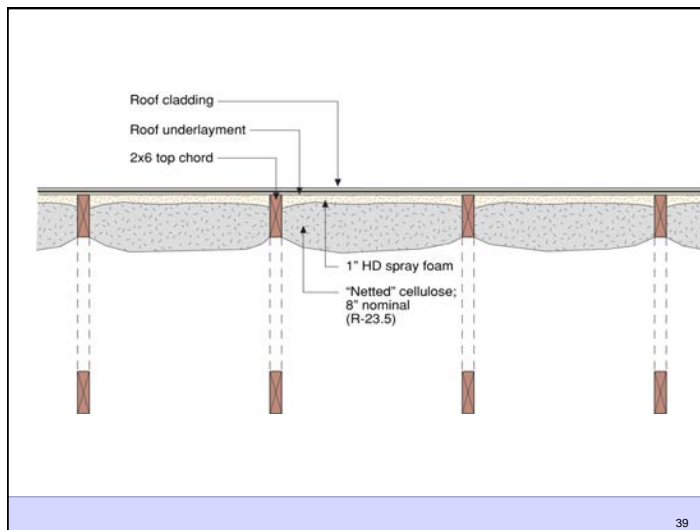 Roof cladding
Roof underlayment
2x6 top chord
1” HD spray foam
“Netted” cellulose;
8” nominal
(R-23.5)
39